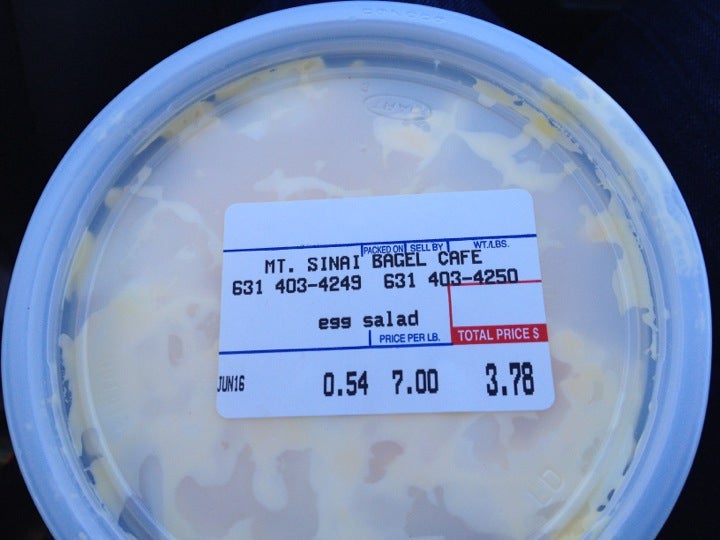 PACKED ON SELL BY WT./LBS.
MT. SINAI BAGEL CAFE
631 403-4249 631 403-4250
egg salad
PRICE PER LB. TOTAL PRICE $
JUN16 0.54 7.00 3.78
LID